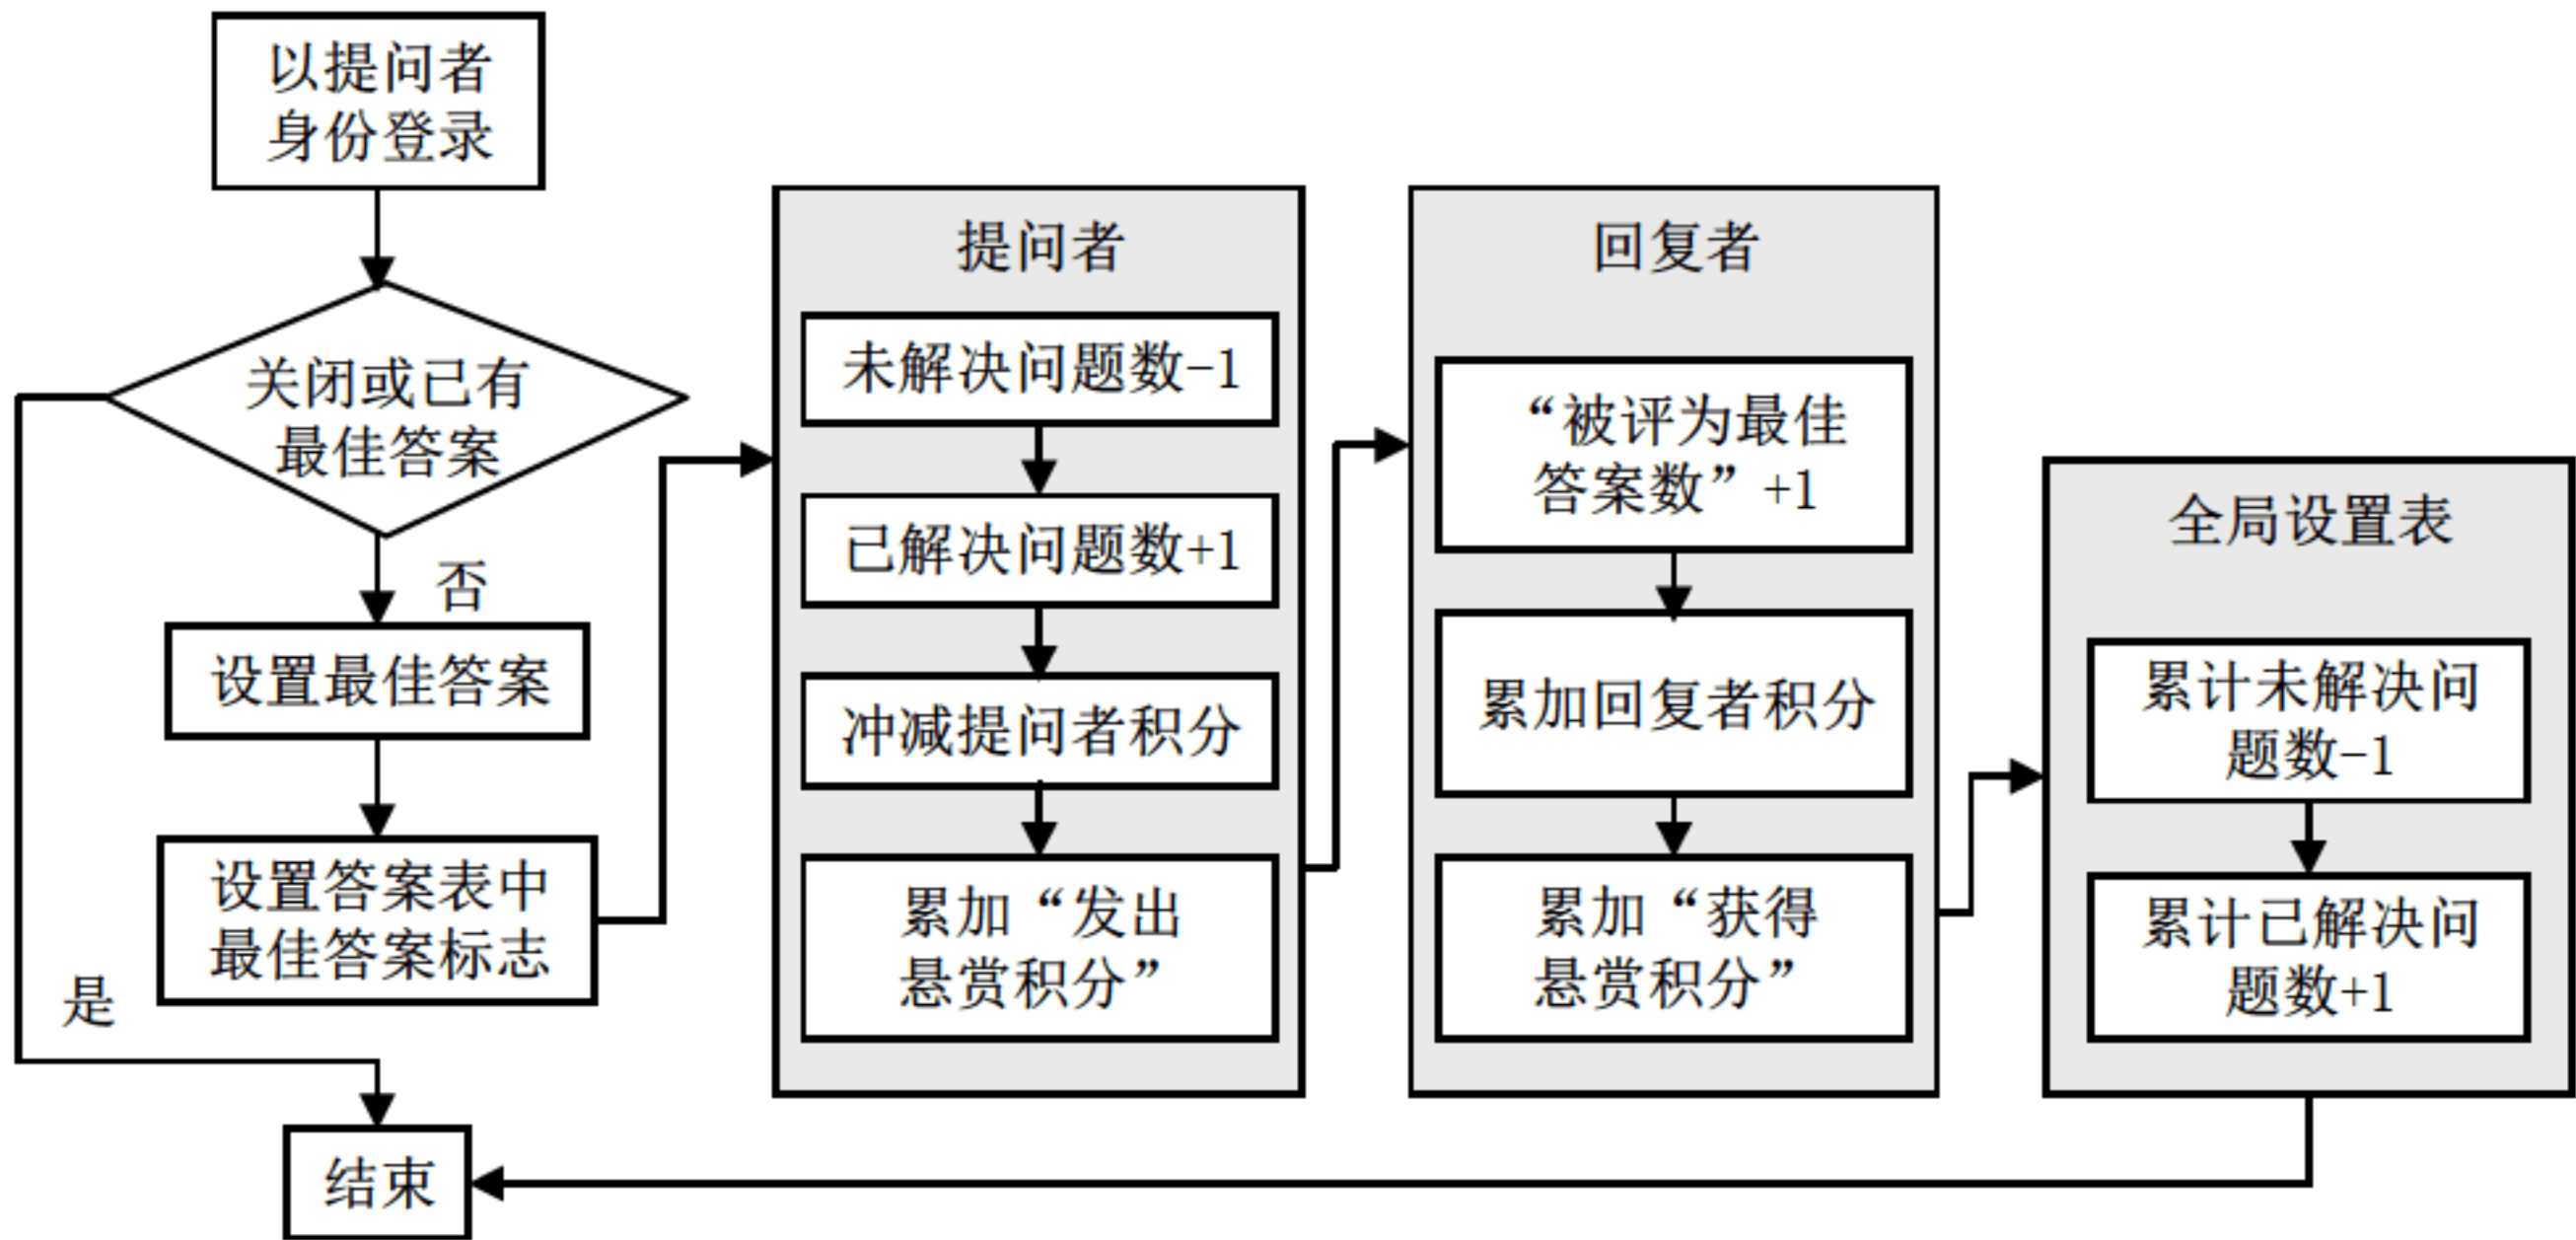 以提问者
身份登录
关闭或已有
最佳答案
否
设置最佳答案
设置答案表中
最佳答案标志
是
结束
提问者
未解决问题数-1
已解决问题数+1
冲减提问者积分
累加“发出
悬赏积分”
回复者
“被评为最佳
答案数”+1
累加回复者积分
累加“获得
悬赏积分”
全局设置表
累计未解决问
题数-1
累计已解决问
题数+1